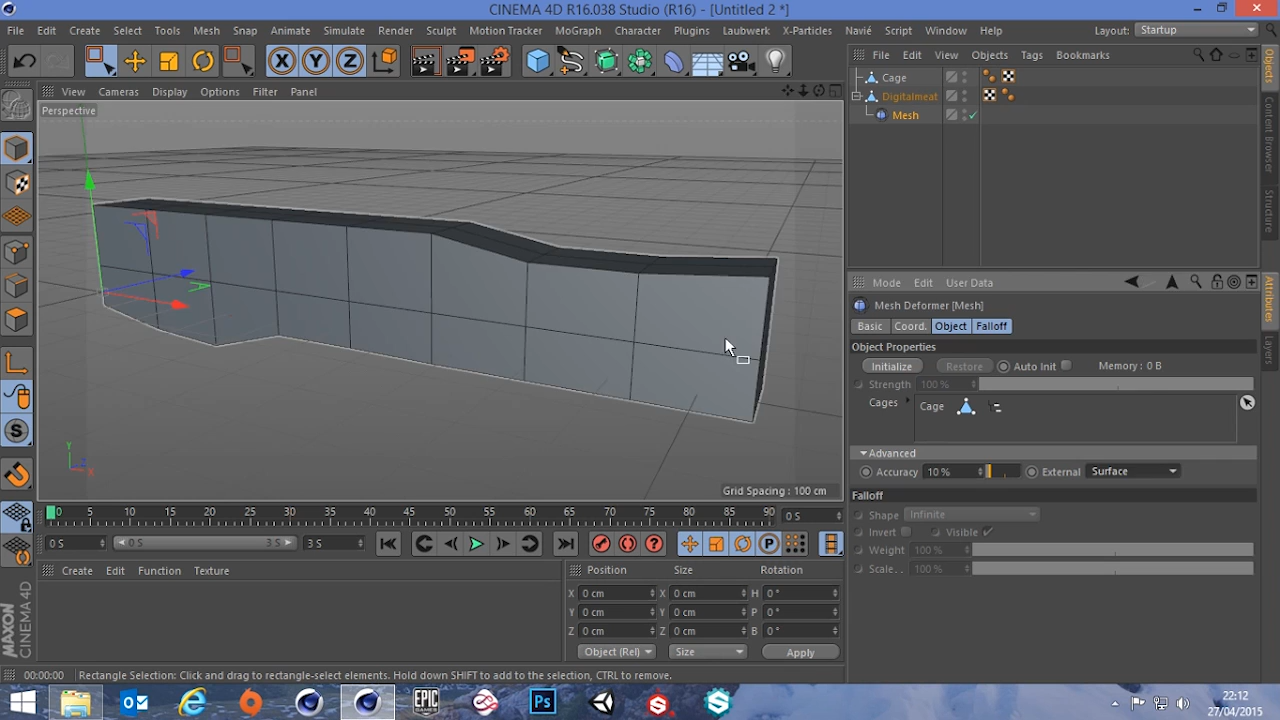 CINEMA 4D R16.038 Studio (R16) - [Untitled 2 *]
File Edit Create Select Tools Mesh Snap Animate Simulate Render Sculpt Motion Tracker MoGraph Character Plugins Laubwerk X-Particles Navié Script Window Help Layout: Startup
X Y Z
File Edit View Objects Tags Bookmarks
View Cameras Display Options Filter Panel
Perspective
Cage
Digitalmeat
Mesh
Objects
Content Browser
Structure
Mode Edit User Data
Mesh Deformer [Mesh]
Basic Coord. Object Falloff
Object Properties
Initialize Restore Auto Init Memory : 0 B
Strength 100 %
Cages Cage
Advanced
Accuracy 10 % External Surface
Falloff
Shape Infinite
Invert Visible
Weight 100 %
Scale. . 100 %
Attributes
Layers
Y
Z
X
Grid Spacing : 100 cm
0 5 10 15 20 25 30 35 40 45 50 55 60 65 70 75 80 85 90 0 S
0 S 0 S 3 S 3 S
Create Edit Function Texture
Position Size Rotation
X 0 cm X 0 cm H 0 °
Y 0 cm Y 0 cm P 0 °
Z 0 cm Z 0 cm B 0 °
Object (Rel) Size Apply
MAXON
CINEMA 4D
00:00:00 Rectangle Selection: Click and drag to rectangle-select elements. Hold down SHIFT to add to the selection, CTRL to remove.
EPIC
GAMES
Ps
22:12
27/04/2015